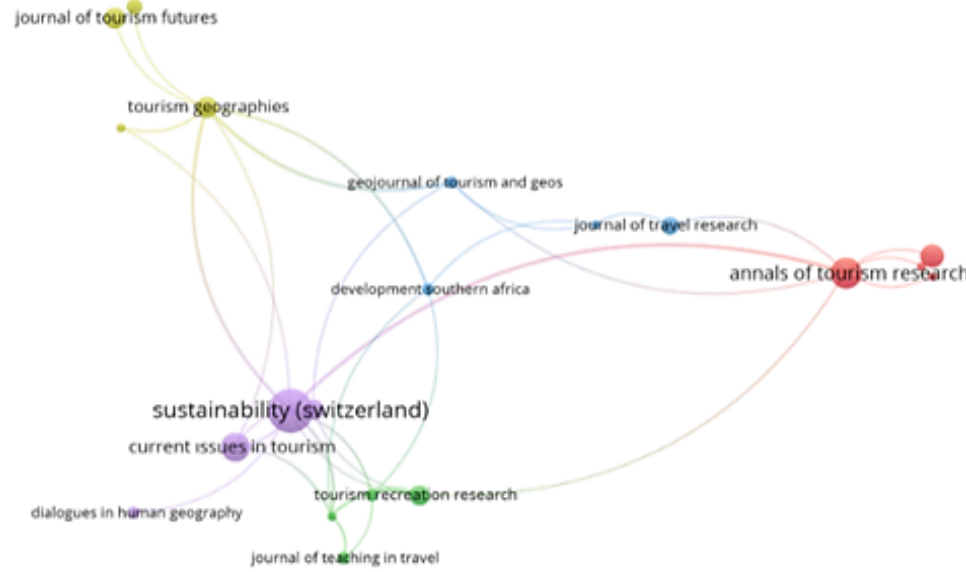 journal of tourism futures
tourism geographies
geojournal of tourism and geos
journal of travel research
annals of tourism research
development southern africa
sustainability (switzerland)
current issues in tourism
tourism recreation research
dialogues in human geography
journal of teaching in travel